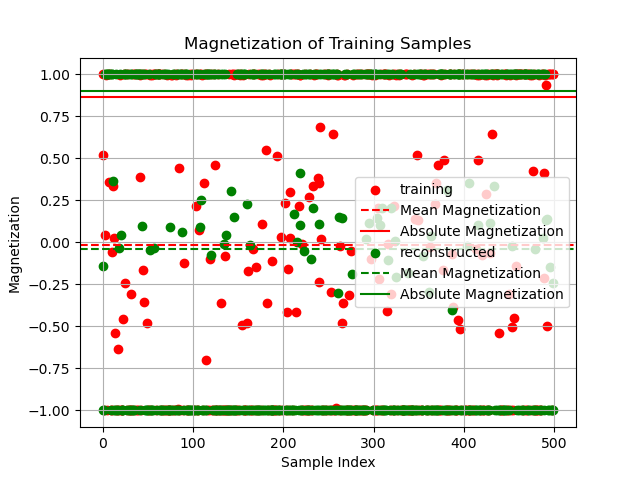 Magnetization of Training Samples
Magnetization
1.00
0.75
0.50
0.25
0.00
−0.25
−0.50
−0.75
−1.00
training
Mean Magnetization
Absolute Magnetization
reconstructed
Mean Magnetization
Absolute Magnetization
0
100
200
300
400
500
Sample Index